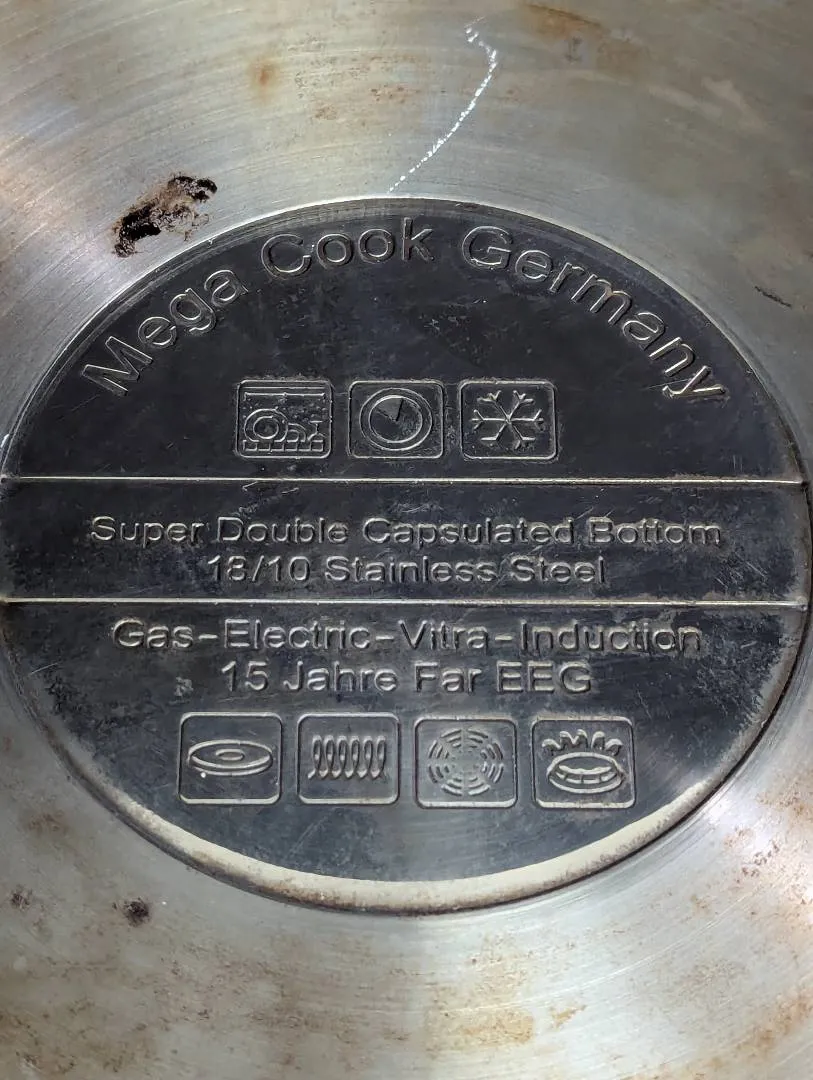 Mega Cook Germany
Super Double Capsulated Bottom
18/10 Stainless Steel
Gas-Electric-Vitra-Induction
15 Jahre Far EEG